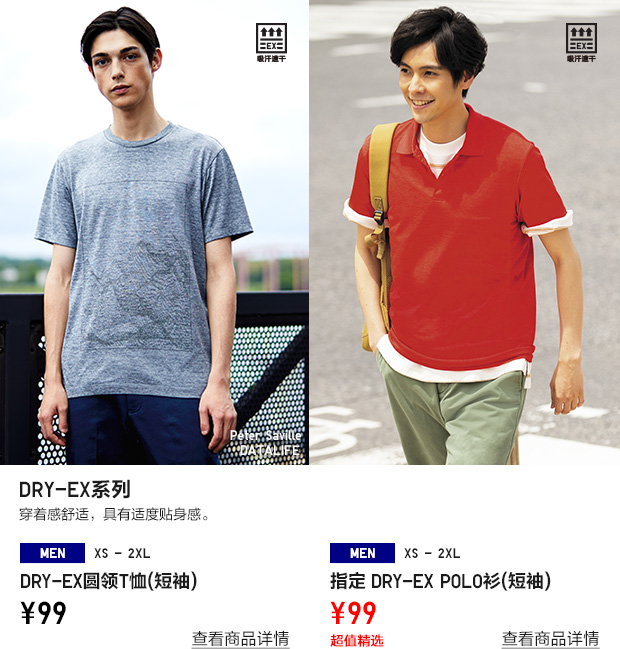 EX
吸汗速干
EX
吸汗速干
Peter Saville
DATALIFE
DRY-EX系列
穿着感舒适，具有适度贴身感。
MEN XS - 2XL
DRY-EX圆领T恤(短袖)
¥99
查看商品详情
MEN XS - 2XL
指定 DRY-EX POLO衫(短袖)
¥99
超值精选
查看商品详情